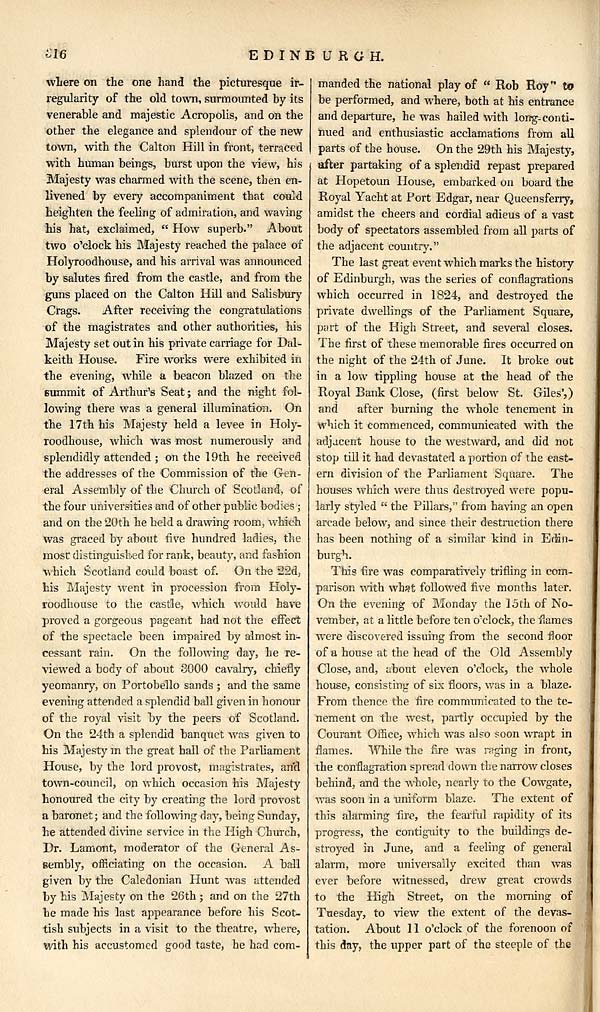 316
EDINBURGH.
where on the one hand the picturesque ir-
regularity of the old town, surmounted by its
venerable and majestic Acropolis, and on the
other the elegance and splendour of the new
town, with the Calton Hill in front, terraced
with human beings, burst upon the view, his
Majesty was charmed with the scene, then en-
livened by every accompaniment that could
heighten the feeling of admiration, and waving
his hat, exclaimed, “ How superb.” About
two o'clock his Majesty reached the palace of
Holyroodhouse, and his arrival was announced
by salutes fired from the castle, and from the
guns placed on the Calton Hill and Salisbury
Crags. After receiving the congratulations
of the magistrates and other authorities, his
Majesty set out in his private carriage for Dal-
keith House. Fire works were exhibited in
the evening, while a beacon blazed on the
summit of Arthur's Seat; and the night fol-
lowing there was a general illumination. On
the 17th his Majesty held a levee in Holy-
roodhouse, which was most numerously and
splendidly attended ; on the 19th he received
the addresses of the Commission of the Gen-
eral Assembly of the Church of Scotland, of
the four universities and of other public bodies ;
and on the 20th he held a drawing room, which
was graced by about five hundred ladies, the
most distinguished for rank, beauty, and fashion
which Scotland could boast of. On the 22d,
his Majesty went in procession from Holy-
roodhouse to the castle, which would have
proved a gorgeous pageant had not the effect
of the spectacle been impaired by almost in-
cessant rain. On the following day, he re-
viewed a body of about 3000 cavalry, chiefly
yeomanry, on Portobello sands ; and the same
evening attended a splendid ball given in honour
of the royal visit by the peers of Scotland.
On the 24th a splendid banquet was given to
his Majesty in the great hall of the Parliament
House, by the lord provost, magistrates, and
town-council, on which occasion his Majesty
honoured the city by creating the lord provost
a baronet; and the following day, being Sunday,
he attended divine service in the High Church,
Dr. Lamont, moderator of the General As-
sembly, officiating on the occasion. A ball
given by the Caledonian Hunt was attended
by his Majesty on the 26th ; and on the 27th
he made his last appearance before his Scot-
tish subjects in a visit to the theatre, where,
with his accustomed good taste, he had com-
manded the national play of “ Rob Roy” to
be performed, and where, both at his entrance
and departure, he was hailed with long-conti-
nued and enthusiastic acclamations from all
parts of the house. On the 29th his Majesty,
after partaking of a splendid repast prepared
at Hopetoun House, embarked on board the
Royal Yacht at Port Edgar, near Queensferry,
amidst the cheers and cordial adieus of a vast
body of spectators assembled from all parts of
the adjacent country.”
The last great event which marks the history
of Edinburgh, was the series of conflagrations
which occurred in 1824, and destroyed the
private dwellings of the Parliament Square,
part of the High Street, and several closes.
The first of these memorable fires occurred on
the night of the 24th of June. It broke out
in a low tippling house at the head of the
Royal Bank Close, (first below St. Giles',)
and after burning the whole tenement in
which it commenced, communicated with the
adjacent house to the westward, and did not
stop till it had devastated a portion of the east-
ern division of the Parliament Square. The
houses which were thus destroyed were popu-
larly styled “ the Pillars,” from having an open
arcade below, and since their destruction there
has been nothing of a similar kind in Edin-
burgh.
This fire was comparatively trifling in com-
parison with what followed five months later.
On the evening of Monday the 15th of No-
vember, at a little before ten o'clock, the flames
were discovered issuing from the second floor
of a house at the head of the Old Assembly
Close, and, about eleven o'clock, the whole
house, consisting of six floors, was in a blaze.
From thence the fire communicated to the te-
nement on the west, partly occupied by the
Courant Office, which was also soon wrapt in
flames. While the fire was raging in front,
the conflagration spread down the narrow closes
behind, and the whole, nearly to the Cowgate,
was soon in a uniform blaze. The extent of
this alarming fire, the fearful rapidity of its
progress, the contiguity to the buildings de-
stroyed in June, and a feeling of general
alarm, more universally excited than was
ever before witnessed, drew great crowds
to the High Street, on the morning of
Tuesday, to view the extent of the devas-
tation. About 11 o'clock of the forenoon of
this day, the upper part of the steeple of the